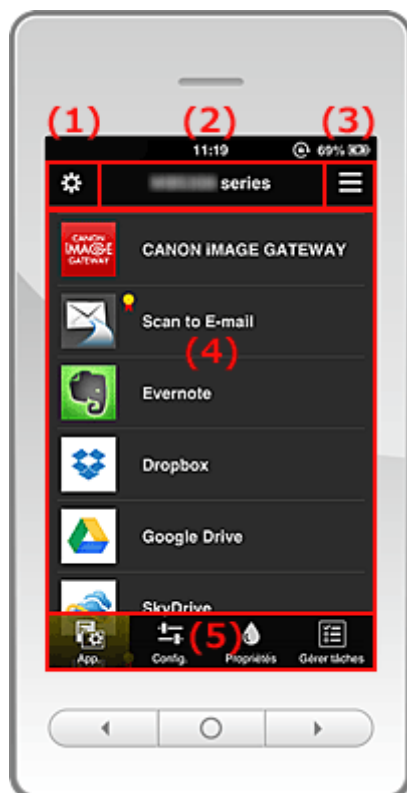 (1) (2) (3)
11:19 69%
series
CANON iMAGE GATEWAY
CANON iMAGE GATEWAY
Scan to E-mail
(4)
Evernote
Dropbox
Google Drive
SkyDrive
(5)
App. Config. Propriétés Gérer tâches